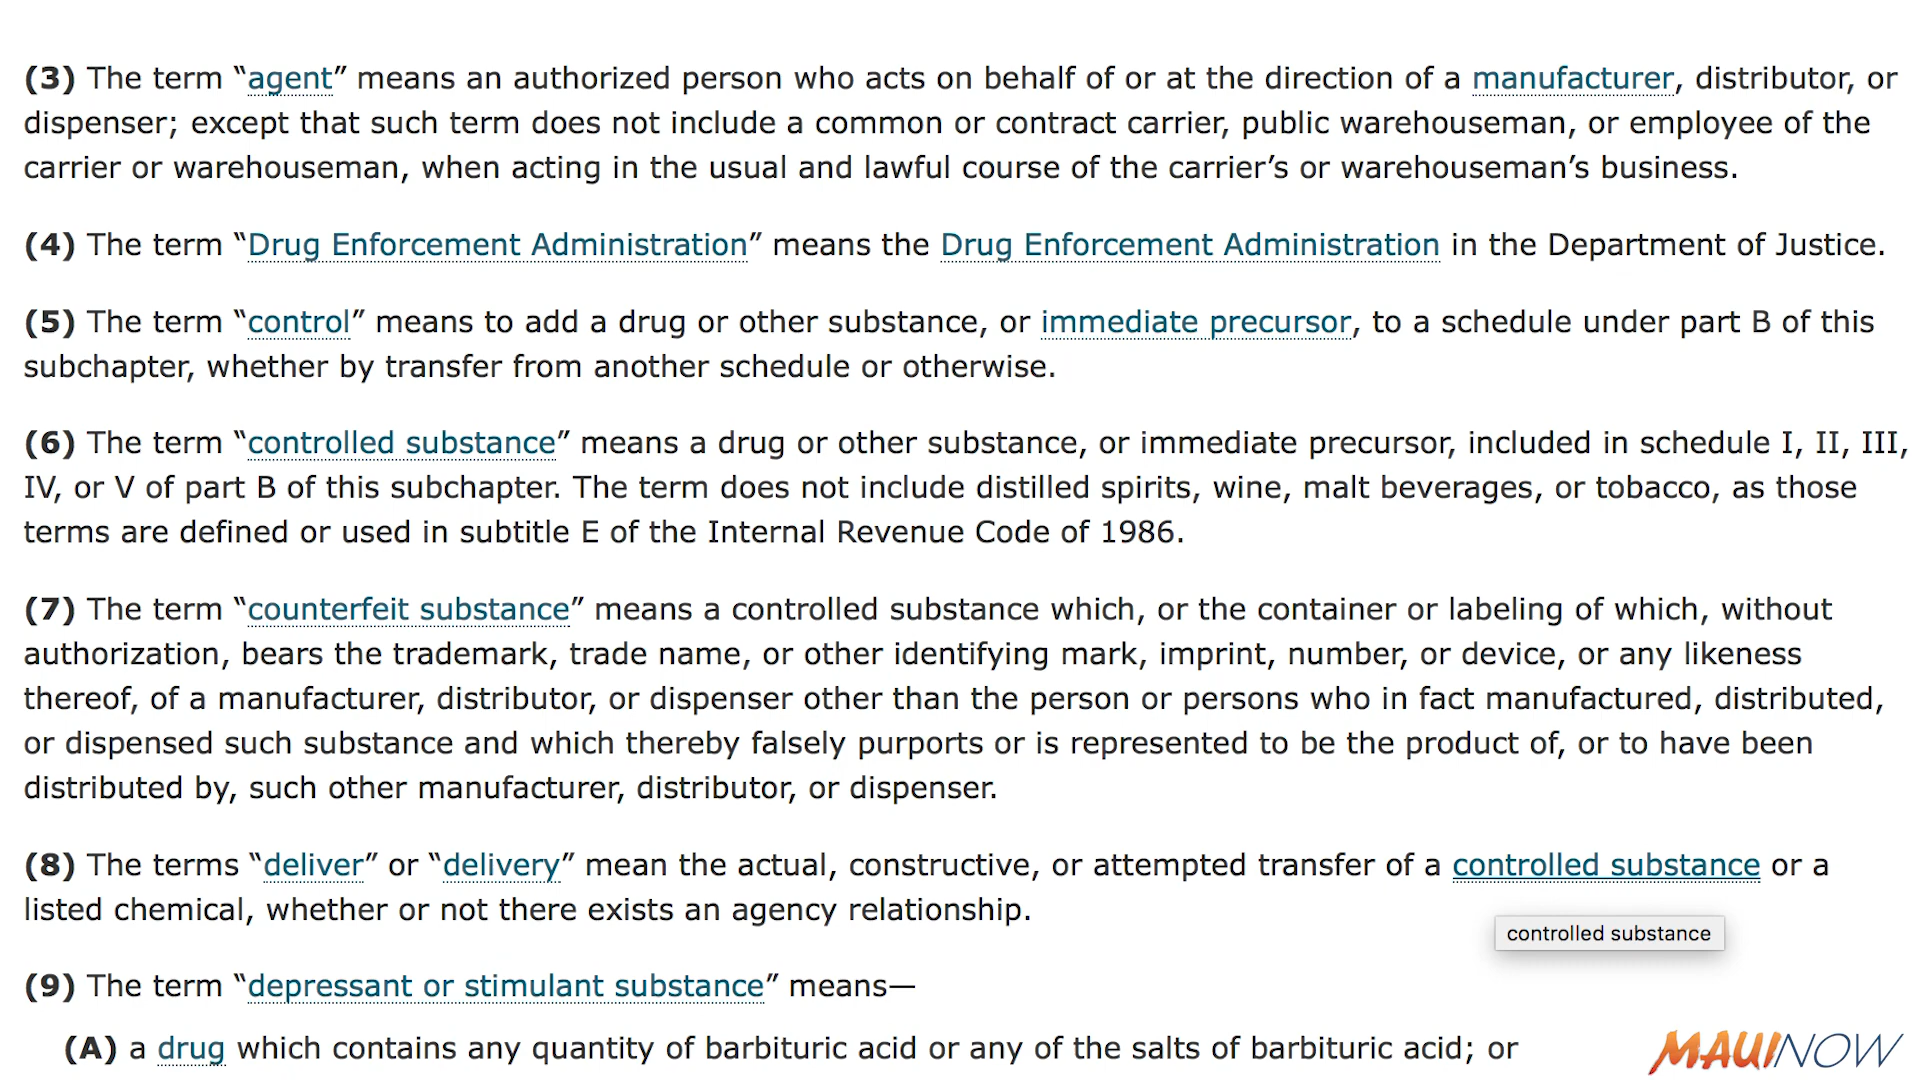 (3) The term “agent” means an authorized person who acts on behalf of or at the direction of a manufacturer, distributor, or
dispenser; except that such term does not include a common or contract carrier, public warehouseman, or employee of the
carrier or warehouseman, when acting in the usual and lawful course of the carrier’s or warehouseman’s business.
(4) The term “Drug Enforcement Administration” means the Drug Enforcement Administration in the Department of Justice.
(5) The term “control” means to add a drug or other substance, or immediate precursor, to a schedule under part B of this
subchapter, whether by transfer from another schedule or otherwise.
(6) The term “controlled substance” means a drug or other substance, or immediate precursor, included in schedule I, II, III,
IV, or V of part B of this subchapter. The term does not include distilled spirits, wine, malt beverages, or tobacco, as those
terms are defined or used in subtitle E of the Internal Revenue Code of 1986.
(7) The term “counterfeit substance” means a controlled substance which, or the container or labeling of which, without
authorization, bears the trademark, trade name, or other identifying mark, imprint, number, or device, or any likeness
thereof, of a manufacturer, distributor, or dispenser other than the person or persons who in fact manufactured, distributed,
or dispensed such substance and which thereby falsely purports or is represented to be the product of, or to have been
distributed by, such other manufacturer, distributor, or dispenser.
(8) The terms “deliver” or “delivery” mean the actual, constructive, or attempted transfer of a controlled substance or a
listed chemical, whether or not there exists an agency relationship.
controlled substance
(9) The term “depressant or stimulant substance” means—
(A) a drug which contains any quantity of barbituric acid or any of the salts of barbituric acid; or
MAUINOW